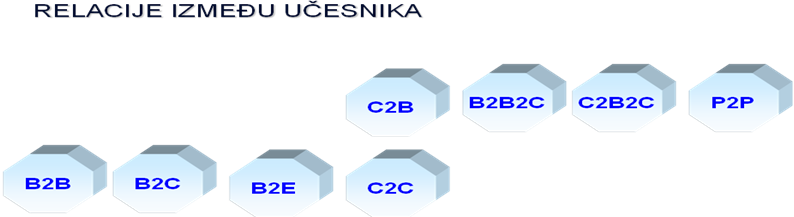 RELACIJE IZMEĐU UČESNIKA
C2B B2B2C C2B2C P2P
B2B B2C B2E C2C